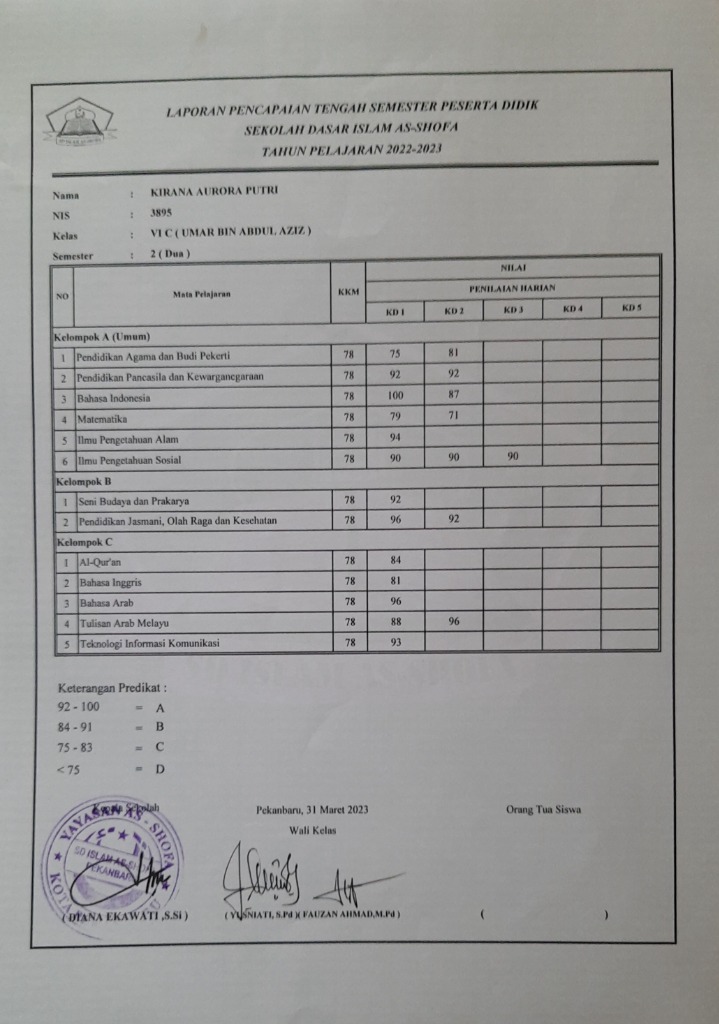 LAPORAN PENCAPAIAN TENGAH SEMESTER PESERTA DIDIK
SEKOLAH DASAR ISLAM AS-SHOFA
TAHUN PELAJARAN 2022-2023
Nama : KIRANA AURORA PUTRI
NIS : 3895
Kelas : VI C ( UMAR BIN ABDUL AZIZ )
Semester : 2 ( Dua )
NO Mata Pelajaran KKM NILAI
PENILAIAN HARIAN
KD 1 KD 2 KD 3 KD 4 KD 5
Kelompok A (Umum)
1 Pendidikan Agama dan Budi Pekerti 78 75 81
2 Pendidikan Pancasila dan Kewarganegaraan 78 92 92
3 Bahasa Indonesia 78 100 87
4 Matematika 78 79 71
5 Ilmu Pengetahuan Alam 78 94
6 Ilmu Pengetahuan Sosial 78 90 90 90
Kelompok B
1 Seni Budaya dan Prakarya 78 92
2 Pendidikan Jasmani, Olah Raga dan Kesehatan 78 96 92
Kelompok C
1 Al-Qur'an 78 84
2 Bahasa Inggris 78 81
3 Bahasa Arab 78 96
4 Tulisan Arab Melayu 78 88 96
5 Teknologi Informasi Komunikasi 78 93
Keterangan Predikat :
92 - 100 = A
84 - 91 = B
75 - 83 = C
< 75 = D
Kepala Sekolah Pekanbaru, 31 Maret 2023 Orang Tua Siswa
Wali Kelas
YAYASAN AS - SHOFA
SD ISLAM AS-SHOFA
PEKANBARU
( DIANA EKAWATI ,S.Si ) ( YUSNIATI, S.Pd )( FAUZAN AHMAD,M.Pd ) ( )